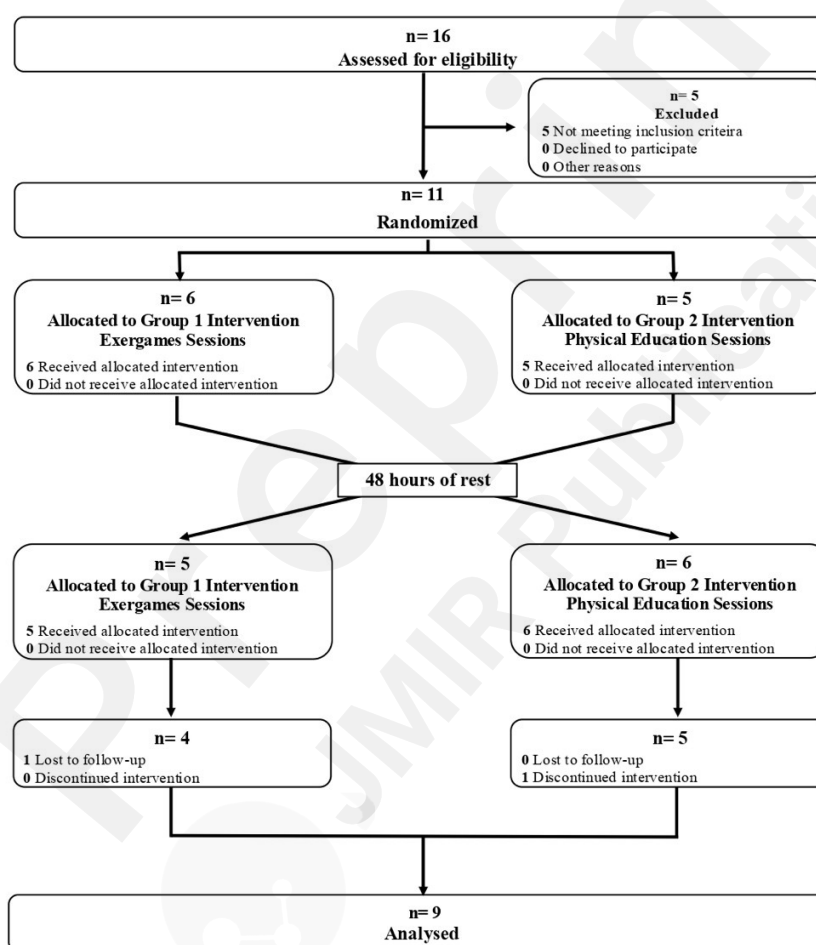 n= 16
Assessed for eligibility
n= 5
Excluded
5 Not meeting inclusion criteira
0 Declined to participate
0 Other reasons
n= 11
Randomized
n= 6
Allocated to Group 1 Intervention
Exergames Sessions
6 Received allocated intervention
0 Did not receive allocated intervention
n= 5
Allocated to Group 2 Intervention
Physical Education Sessions
5 Received allocated intervention
0 Did not receive allocated intervention
48 hours of rest
n= 5
Allocated to Group 1 Intervention
Exergames Sessions
5 Received allocated intervention
0 Did not receive allocated intervention
n= 6
Allocated to Group 2 Intervention
Physical Education Sessions
6 Received allocated intervention
0 Did not receive allocated intervention
n= 4
1 Lost to follow-up
0 Discontinued intervention
n= 5
0 Lost to follow-up
1 Discontinued intervention
n= 9
Analysed
Preprin
JMIR Publicati